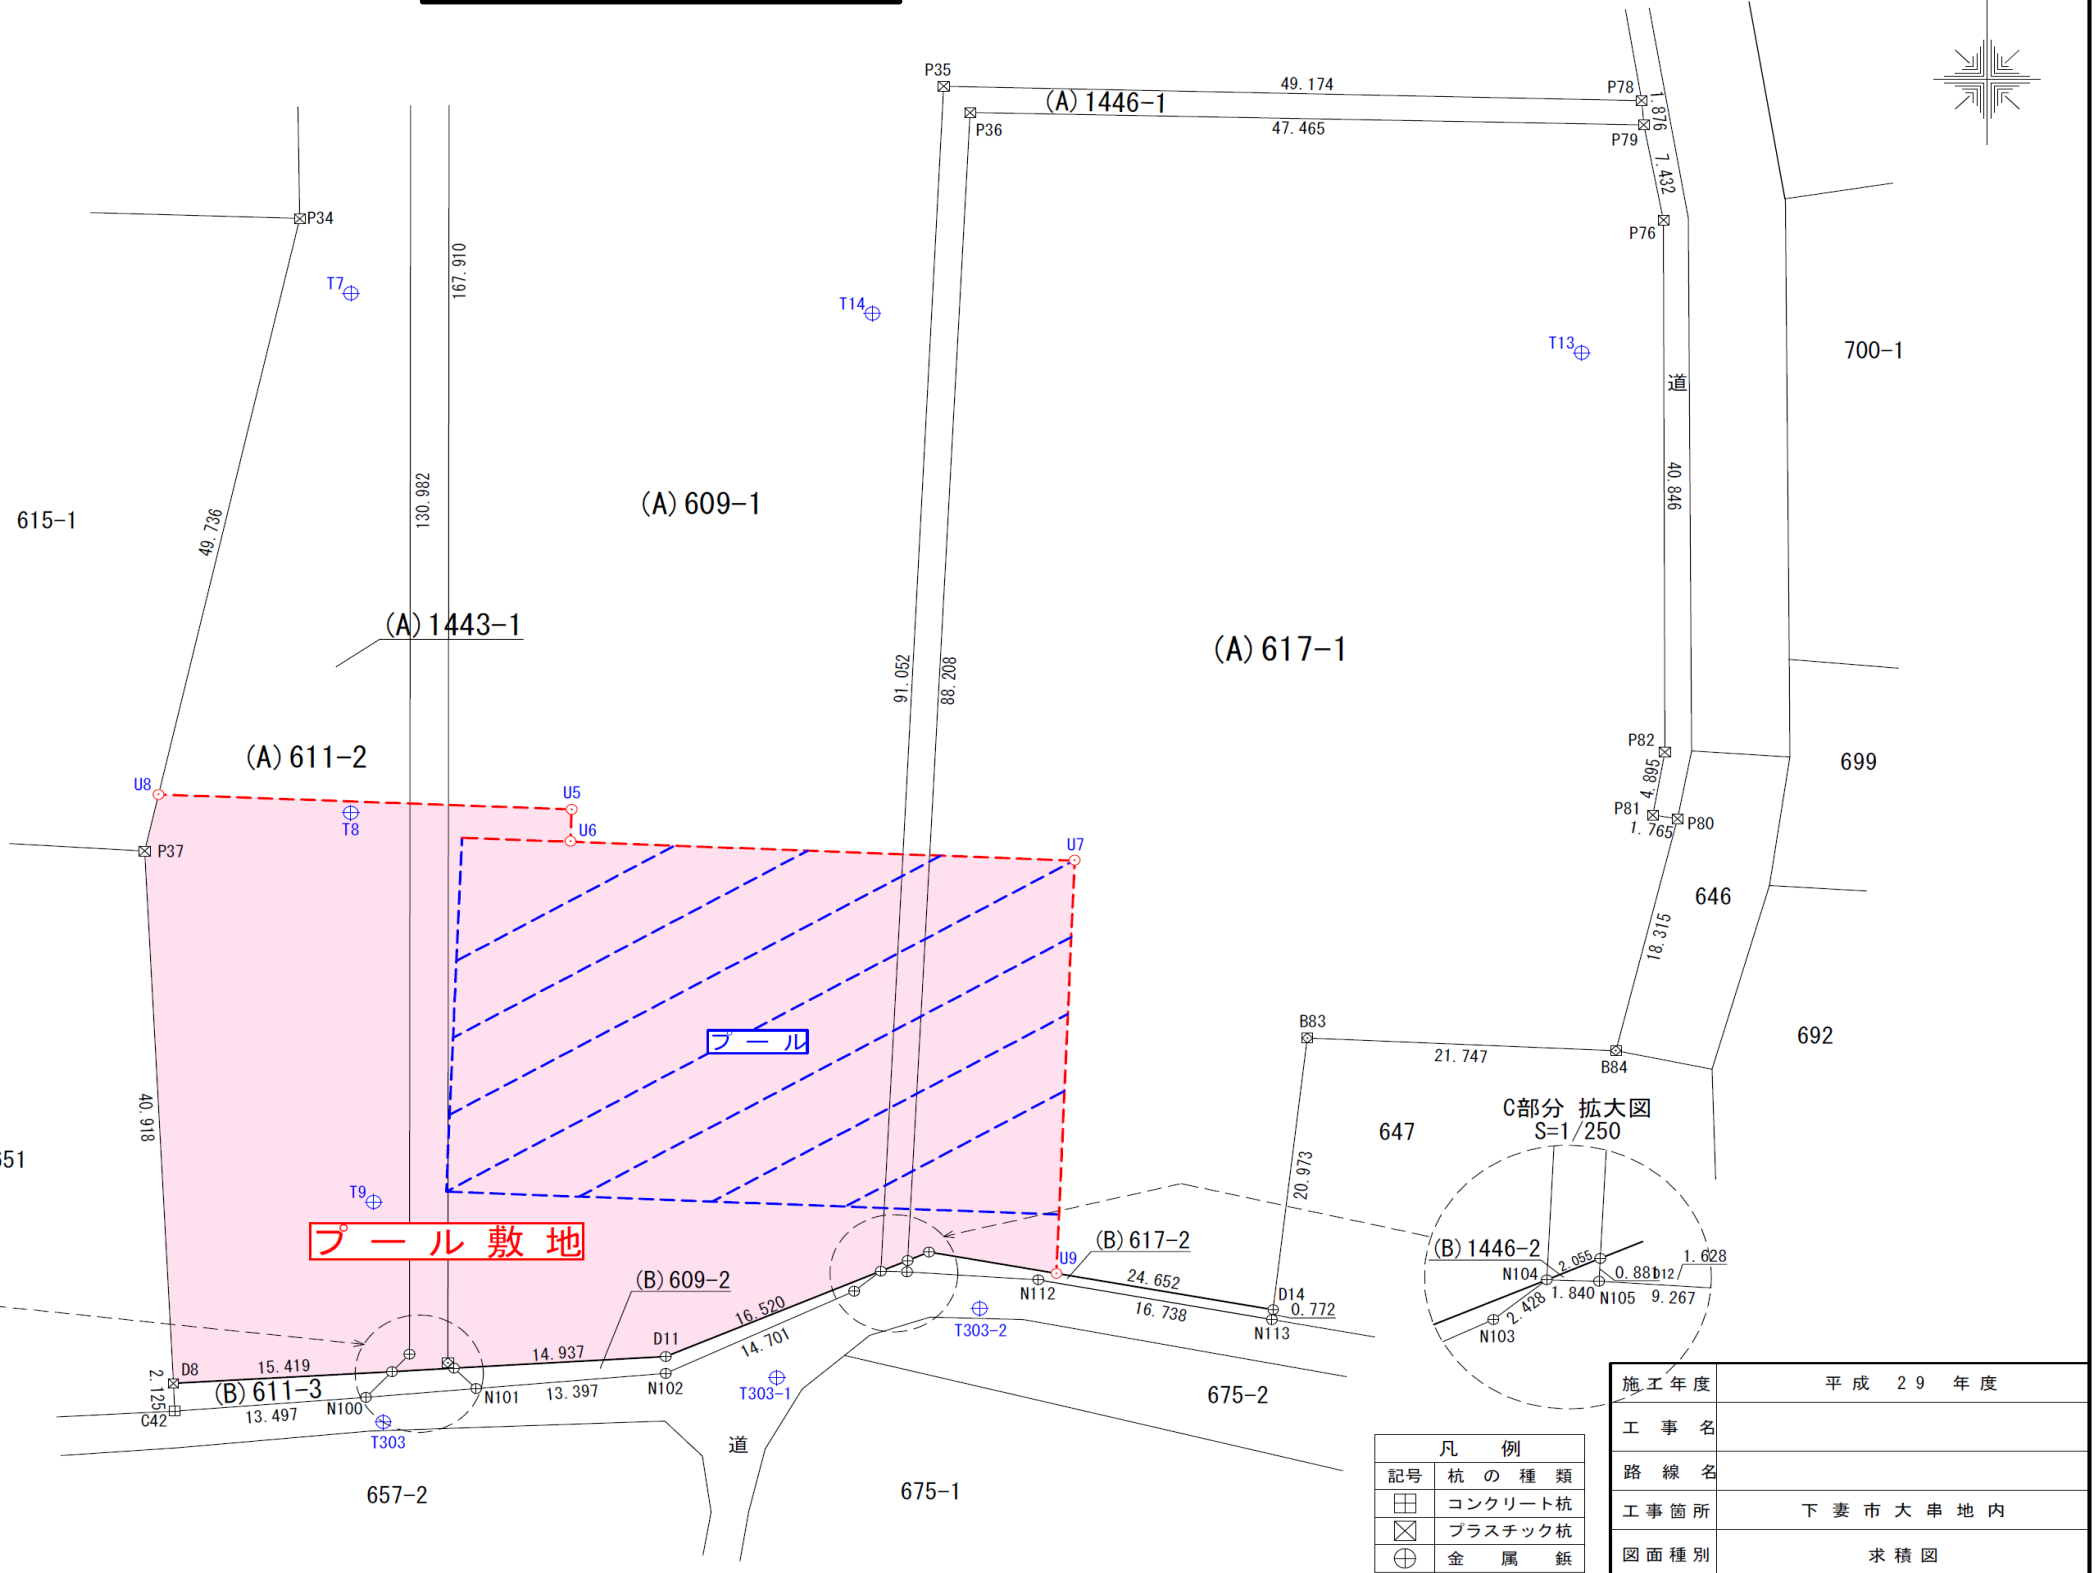 P35
49.174
P78
(A)1446-1
1.876
P36
47.465
P79
7.432
P34
P76
167.910
T7
T14
T13
700-1
道
130.982
40.846
(A)609-1
615-1
49.736
(A)1443-1
(A)617-1
91.052
88.208
P82
(A)611-2
699
4.895
U8
U5
P81
P80
1.765
T8
U6
U7
P37
646
18.315
B83
プール
692
21.747
B84
40.918
C部分 拡大図
S=1/250
647
651
20.973
T9
プール敷地
(B)617-2
(B)1446-2
2.055
1.628
U9
24.652
N104
0.881
D12
(B)609-2
N112
D14
1.840
N105
9.267
16.520
16.738
0.772
2.428
T303-2
N113
N103
D11
14.701
14.937
D8
15.419
2.125
(B)611-3
N101
13.397
N102
T303-1
675-2
C42
13.497
N100
T303
道
657-2
675-1
凡 例
記号 杭の種類
コンクリート杭
プラスチック杭
金属鋲
施工年度 平成 29 年度
工事名
路線名
工事箇所 下妻市大串地内
図面種別 求積図